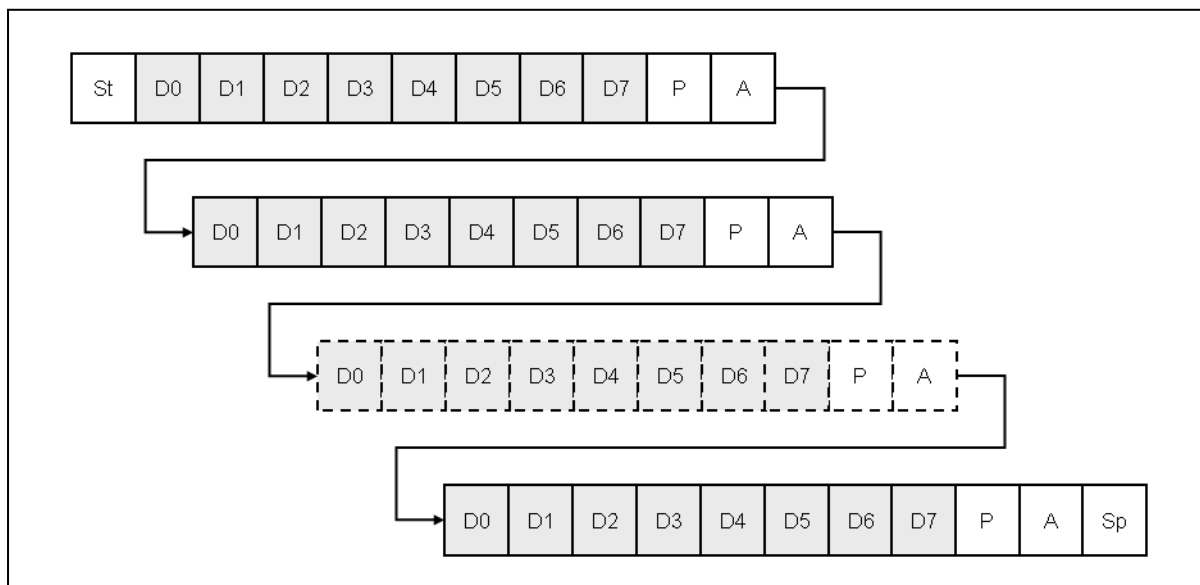 St D0 D1 D2 D3 D4 D5 D6 D7 P A
D0 D1 D2 D3 D4 D5 D6 D7 P A
D0 D1 D2 D3 D4 D5 D6 D7 P A
D0 D1 D2 D3 D4 D5 D6 D7 P A Sp